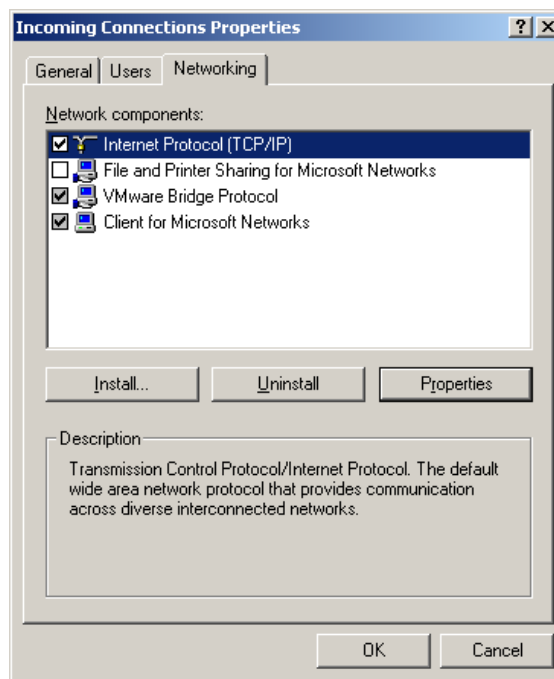 Incoming Connections Properties
General Users Networking
Network components:
Internet Protocol (TCP/IP)
File and Printer Sharing for Microsoft Networks
VMware Bridge Protocol
Client for Microsoft Networks
Install... Uninstall Properties
Description
Transmission Control Protocol/Internet Protocol. The default
wide area network protocol that provides communication
across diverse interconnected networks.
OK Cancel